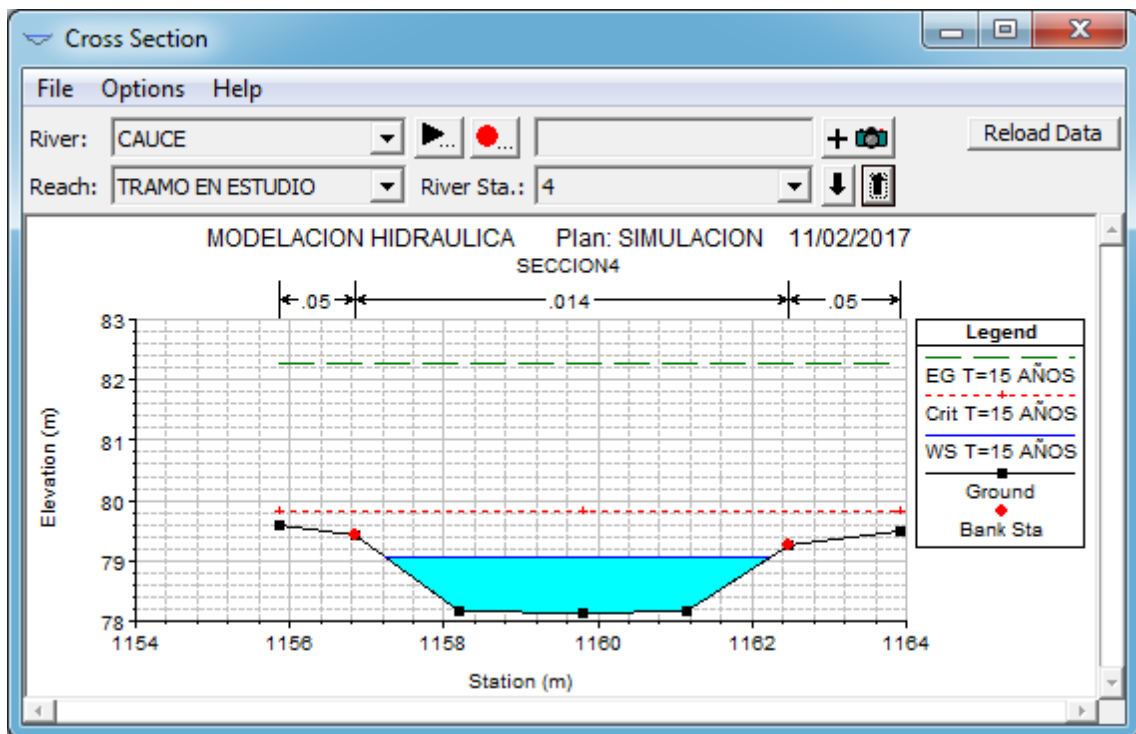 Cross Section
File Options Help
River: CAUCE ... ... + Reload Data
Reach: TRAMO EN ESTUDIO River Sta.: 4
MODELACION HIDRAULICA Plan: SIMULACION 11/02/2017
SECCION4
.05 .014 .05
83
82
81
80
79
78
1154 1156 1158 1160 1162 1164
Elevation (m)
Station (m)
Legend
EG T=15 AÑOS
Crit T=15 AÑOS
WS T=15 AÑOS
Ground
Bank Sta